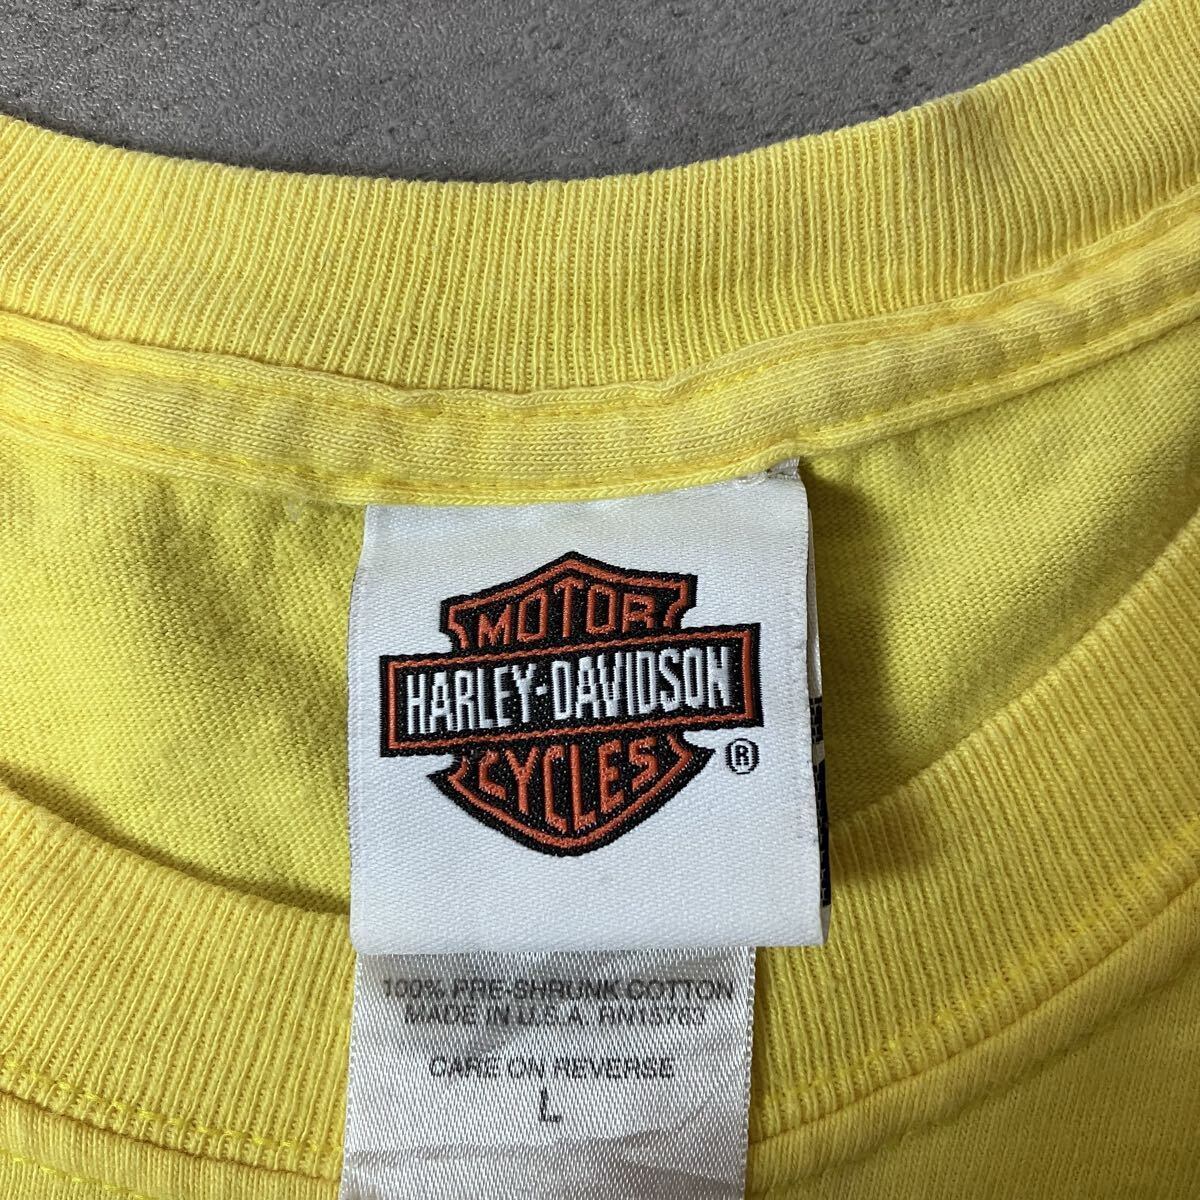 MOTOR
HARLEY-DAVIDSON
CYCLES
®
100% PRE-SHRUNK COTTON
MADE IN U.S.A. RN15763
CARE ON REVERSE
L